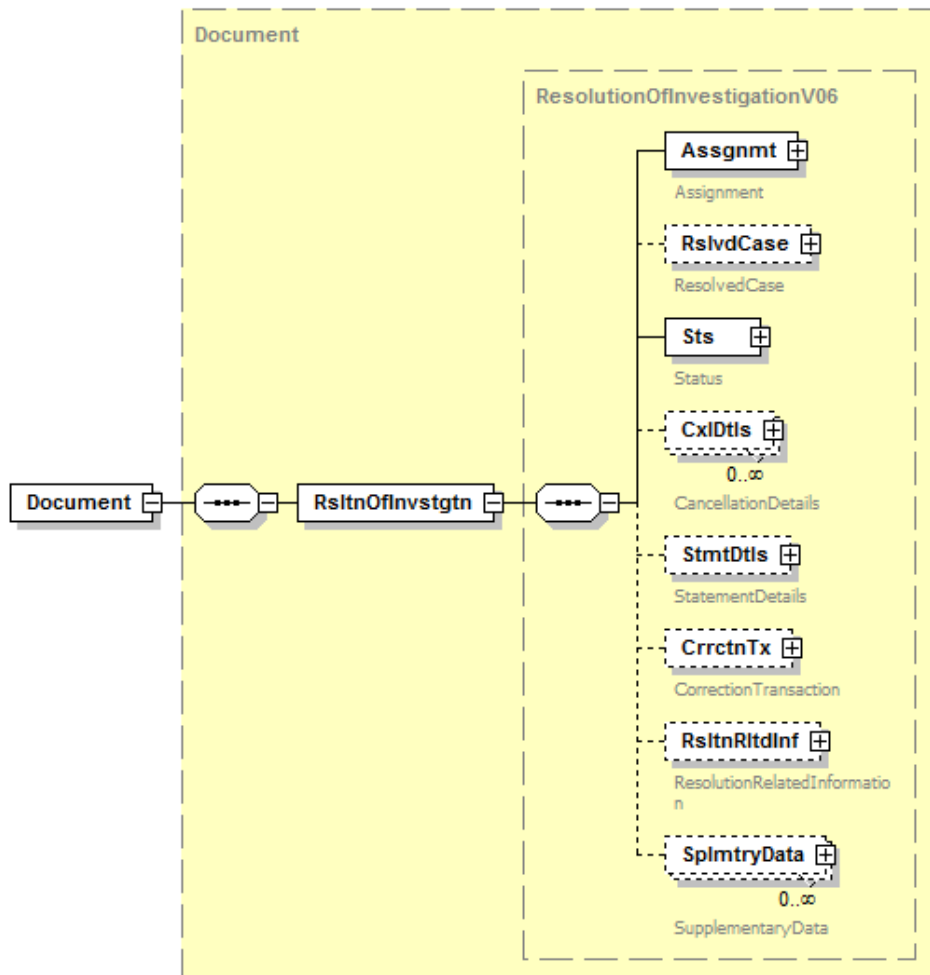 Document
ResolutionOfInvestigationV06
Assgnmt
Assignment
RslvdCase
ResolvedCase
Sts
Status
CxlDtls
0..∞
CancellationDetails
Document
RsltnOfInvstgtn
StmtDtls
StatementDetails
CrrctnTx
CorrectionTransaction
RsltnRltdInf
ResolutionRelatedInformatio
n
SplmtryData
0..∞
SupplementaryData